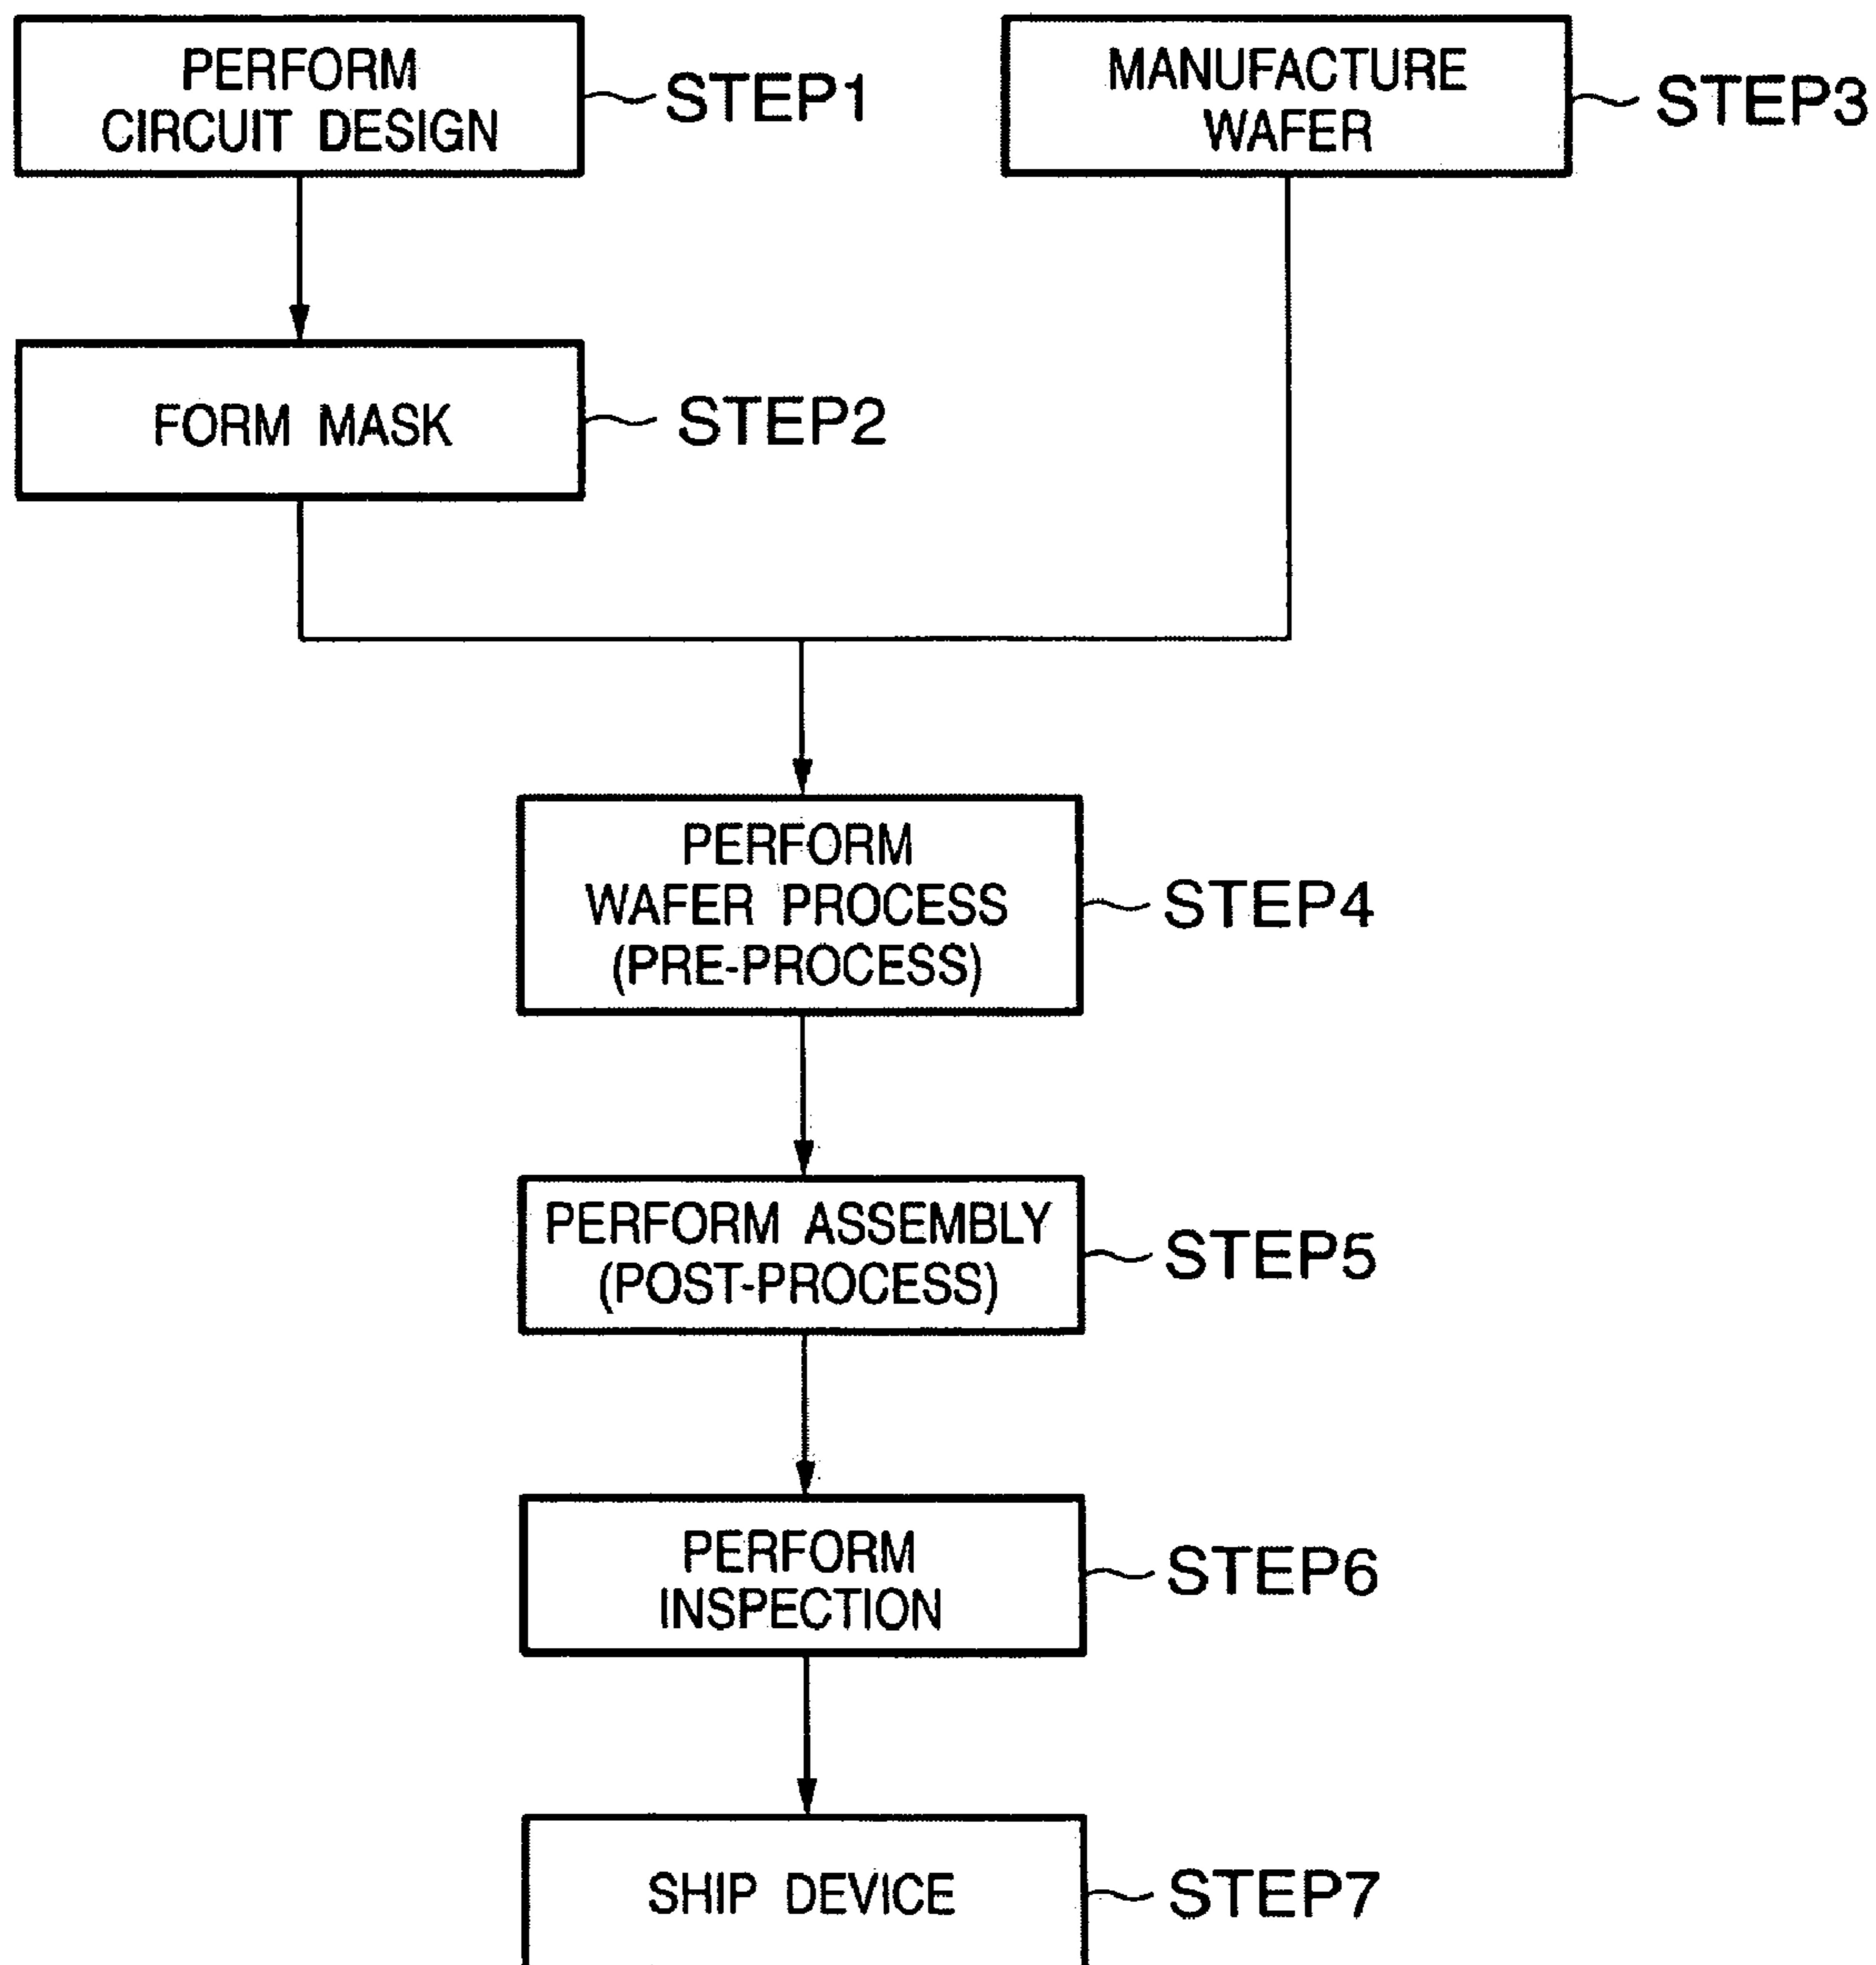 PERFORM
CIRCUIT DESIGN
STEP1
MANUFACTURE
WAFER
STEP3
FORM MASK
STEP2
PERFORM
WAFER PROCESS
(PRE-PROCESS)
STEP4
PERFORM ASSEMBLY
(POST-PROCESS)
STEP5
PERFORM
INSPECTION
STEP6
SHIP DEVICE
STEP7